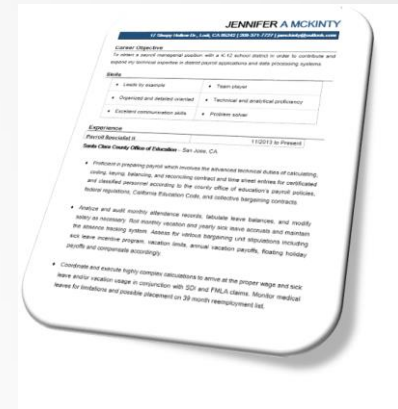 JENNIFER A MCKINTY
17 Sleepy Hollow Dr., Lodi, CA 95242 | 209 371-7727 |
Career Objective
To obtain a payroll managerial position with a K-12 school district in order to contribute and
expand my technical expertise in district payroll applications and data processing systems.
Skills
• Leads by example
• Team player
• Organized and detailed oriented
• Technical and analytical proficiency
• Excellent communication skills
• Problem solver
Experience
Payroll Specialist II 11/2013 to Present
Santa Clara County Office of Education - San Jose, CA
• Proficient in preparing payroll which involves the advanced technical duties of calculating,
coding, balancing, and reconciling contract and time sheet entries for certificated
and classified personnel according to the county office of education's payroll policies,
federal regulations, California Education Code, and collective bargaining contracts.
• Analyze and audit monthly attendance records, tabulate leave balances, and modify
salary as necessary. Roll monthly vacation and yearly sick leave accruals and maintain
the absence tracking system. Assess for various bargaining unit stipulations including
sick leave incentive program, vacation limits, annual vacation payoffs, floating holiday
payoffs and compensate accordingly.
• Coordinate and execute highly complex calculations to arrive at the proper wage and sick
leave and/or vacation usage in conjunction with SDI and FMLA claims. Monitor medical
leaves for limitations and possible placement on 39 month reemployment list.